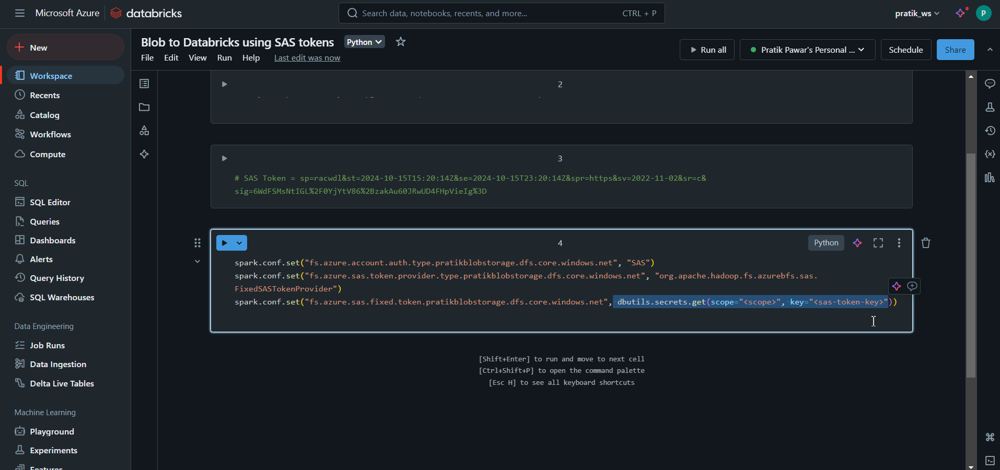 Microsoft Azure databricks Search data, notebooks, recents, and more... CTRL + P pratik_ws P
New
Workspace
Recents
Catalog
Workflows
Compute
SQL
SQL Editor
Queries
Dashboards
Alerts
Query History
SQL Warehouses
Data Engineering
Job Runs
Data Ingestion
Delta Live Tables
Machine Learning
Playground
Experiments
Features
Blob to Databricks using SAS tokens Python
File Edit View Run Help Last edit was now
Run all Pratik Pawar's Personal ... Schedule Share
2
3
# SAS Token = sp=racwdl&st=2024-10-15T15:20:14Z&se=2024-10-15T23:20:14Z&spr=https&sv=2022-11-02&sr=c&
sig=6WdFSMsNtIGL%2F0YjYtV86%2BzakAu60JRwUD4FHpVieIg%3D
4 Python
spark.conf.set("fs.azure.account.auth.type.pratikblobstorage.dfs.core.windows.net", "SAS")
spark.conf.set("fs.azure.sas.token.provider.type.pratikblobstorage.dfs.core.windows.net", "org.apache.hadoop.fs.azurebfs.sas.
FixedSASTokenProvider")
spark.conf.set("fs.azure.sas.fixed.token.pratikblobstorage.dfs.core.windows.net", dbutils.secrets.get(scope="<scope>", key="<sas-token-key>"))
[Shift+Enter] to run and move to next cell
[Ctrl+Shift+P] to open the command palette
[Esc H] to see all keyboard shortcuts